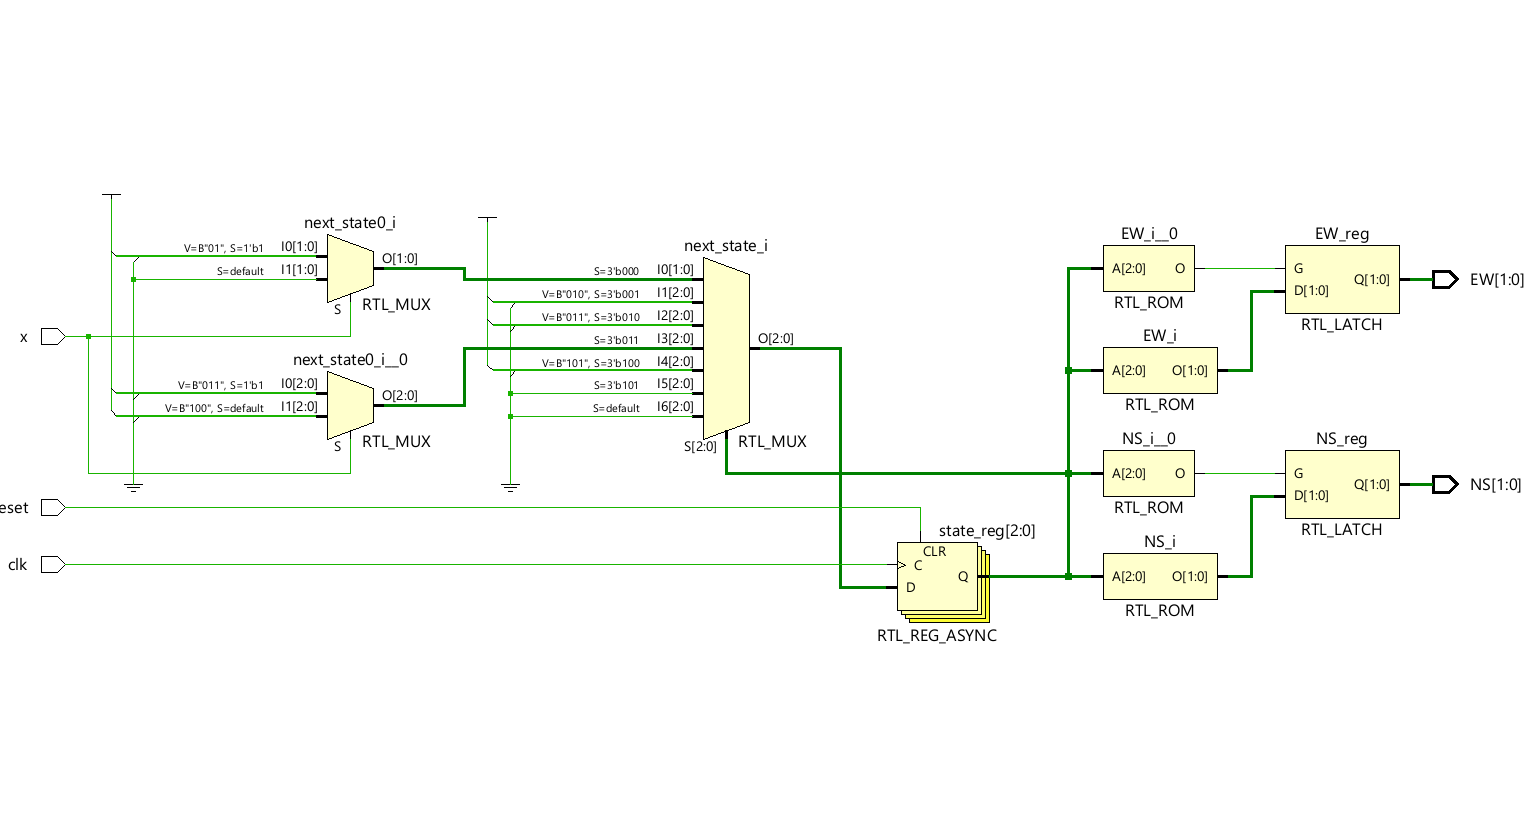 next_state0_i
V=B"01", S=1'b1 I0[1:0]
S=default I1[1:0]
O[1:0]
S
RTL_MUX
x
next_state0_i__0
V=B"011", S=1'b1 I0[2:0]
V=B"100", S=default I1[2:0]
O[2:0]
S
RTL_MUX
next_state_i
S=3'b000 I0[1:0]
V=B"010", S=3'b001 I1[2:0]
V=B"011", S=3'b010 I2[2:0]
S=3'b011 I3[2:0]
V=B"101", S=3'b100 I4[2:0]
S=3'b101 I5[2:0]
S=default I6[2:0]
O[2:0]
S[2:0]
RTL_MUX
eset
clk
state_reg[2:0]
CLR
C
Q
D
RTL_REG_ASYNC
EW_i__0
A[2:0] O
RTL_ROM
EW_i
A[2:0] O[1:0]
RTL_ROM
EW_reg
G
Q[1:0]
D[1:0]
RTL_LATCH
EW[1:0]
NS_i__0
A[2:0] O
RTL_ROM
NS_i
A[2:0] O[1:0]
RTL_ROM
NS_reg
G
Q[1:0]
D[1:0]
RTL_LATCH
NS[1:0]